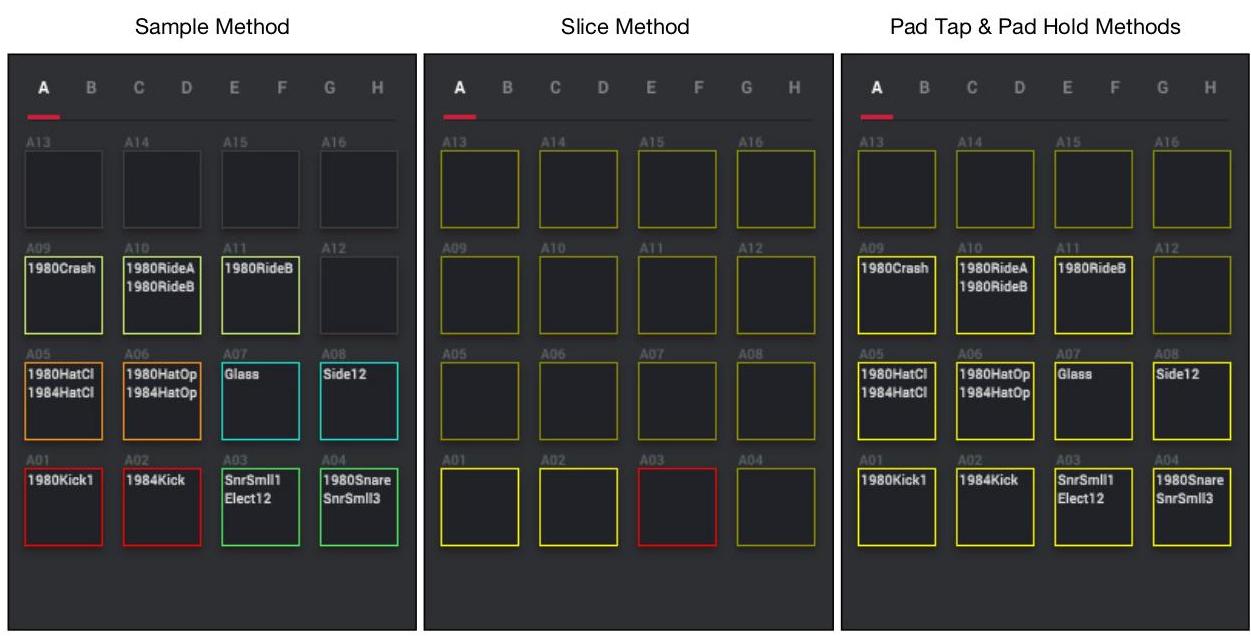 Sample Method
A B C D E F G H
A13 A14 A15 A16
A09 A10 A11 A12
1980Crash 1980RideA 1980RideB
1980RideB
A05 A06 A07 A08
1980HatCl 1980HatOp Glass Side12
1984HatCl 1984HatOp
A01 A02 A03 A04
1980Kick1 1984Kick SnrSmll1 1980Snare
Elect12 SnrSmll3
Slice Method
A B C D E F G H
A13 A14 A15 A16
A09 A10 A11 A12
A05 A06 A07 A08
A01 A02 A03 A04
Pad Tap & Pad Hold Methods
A B C D E F G H
A13 A14 A15 A16
A09 A10 A11 A12
1980Crash 1980RideA 1980RideB
1980RideB
A05 A06 A07 A08
1980HatCl 1980HatOp Glass Side12
1984HatCl 1984HatOp
A01 A02 A03 A04
1980Kick1 1984Kick SnrSmll1 1980Snare
Elect12 SnrSmll3